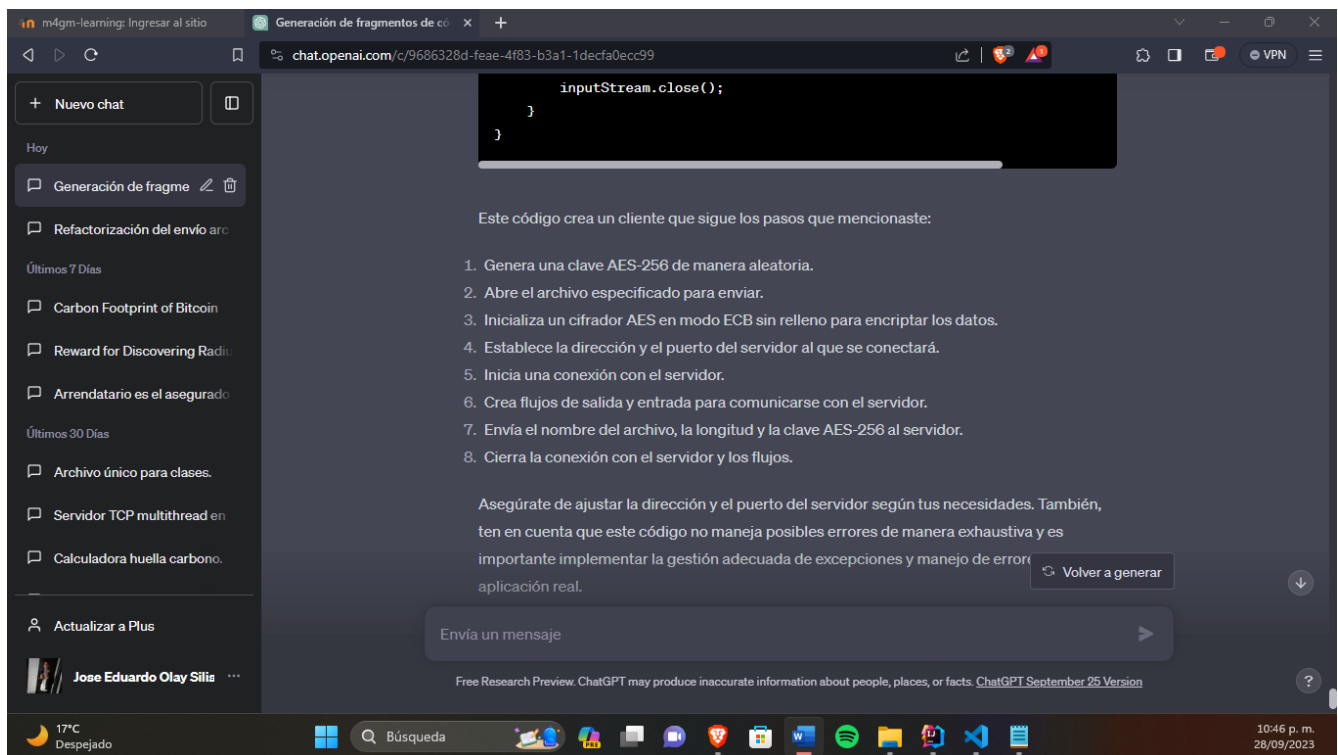 m4gm-learning: Ingresar al sitio
Generación de fragmentos de có
chat.openai.com/c/9686328d-feae-4f83-b3a1-1decfa0ecc99
2
VPN
Nuevo chat
Hoy
Generación de fragme
Refactorización del envío arc
Últimos 7 Días
Carbon Footprint of Bitcoin
Reward for Discovering Radiu
Arrendatario es el asegurado
Últimos 30 Días
Archivo único para clases.
Servidor TCP multithread en
Calculadora huella carbono.
Actualizar a Plus
Jose Eduardo Olay Silis
inputStream.close();
}
}
Este código crea un cliente que sigue los pasos que mencionaste:
1. Genera una clave AES-256 de manera aleatoria.
2. Abre el archivo especificado para enviar.
3. Inicializa un cifrador AES en modo ECB sin relleno para encriptar los datos.
4. Establece la dirección y el puerto del servidor al que se conectará.
5. Inicia una conexión con el servidor.
6. Crea flujos de salida y entrada para comunicarse con el servidor.
7. Envía el nombre del archivo, la longitud y la clave AES-256 al servidor.
8. Cierra la conexión con el servidor y los flujos.
Asegúrate de ajustar la dirección y el puerto del servidor según tus necesidades. También,
ten en cuenta que este código no maneja posibles errores de manera exhaustiva y es
importante implementar la gestión adecuada de excepciones y manejo de errore
aplicación real.
Volver a generar
Envía un mensaje
Free Research Preview. ChatGPT may produce inaccurate information about people, places, or facts. ChatGPT September 25 Version
?
17°C
Despejado
Búsqueda
10:46 p. m.
28/09/2023